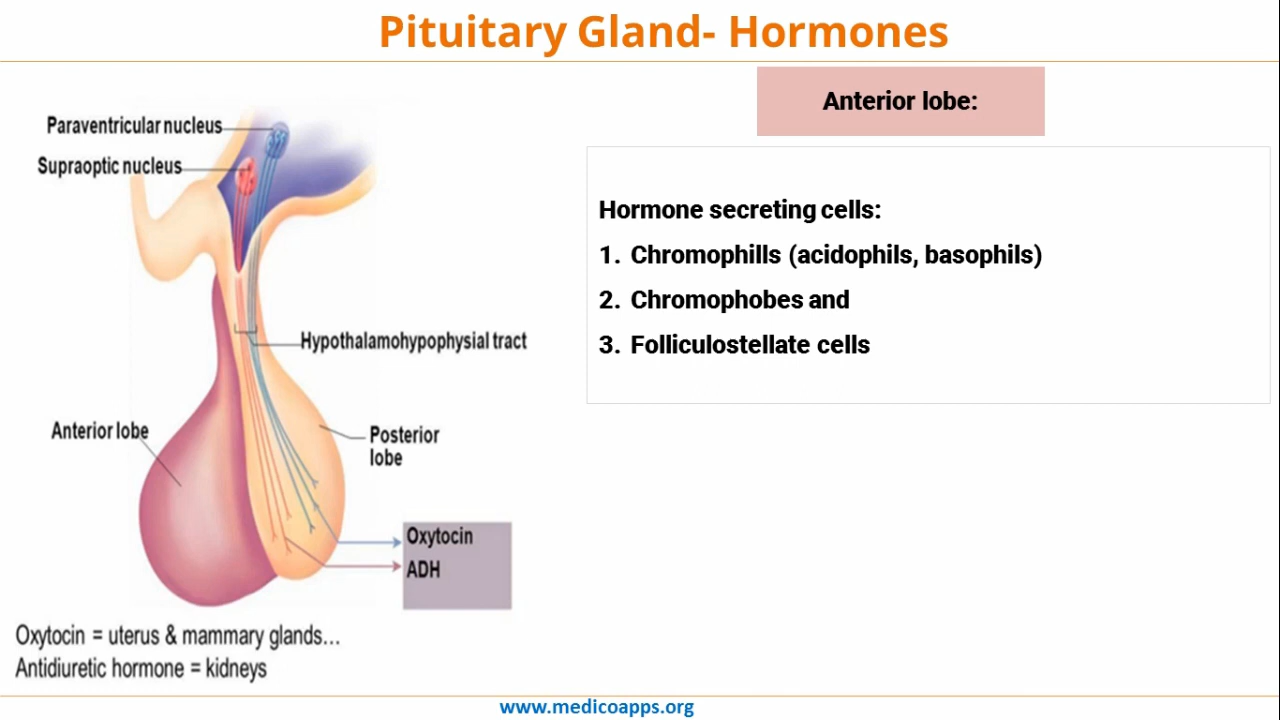 Pituitary Gland- Hormones
Anterior lobe:
Paraventricular nucleus
Supraoptic nucleus
Hypothalamohypophysial tract
Anterior lobe
Posterior
lobe
Oxytocin
ADH
Oxytocin = uterus & mammary glands...
Antidiuretic hormone = kidneys
Hormone secreting cells:
1. Chromophills (acidophils, basophils)
2. Chromophobes and
3. Folliculostellate cells
www.medicoapps.org